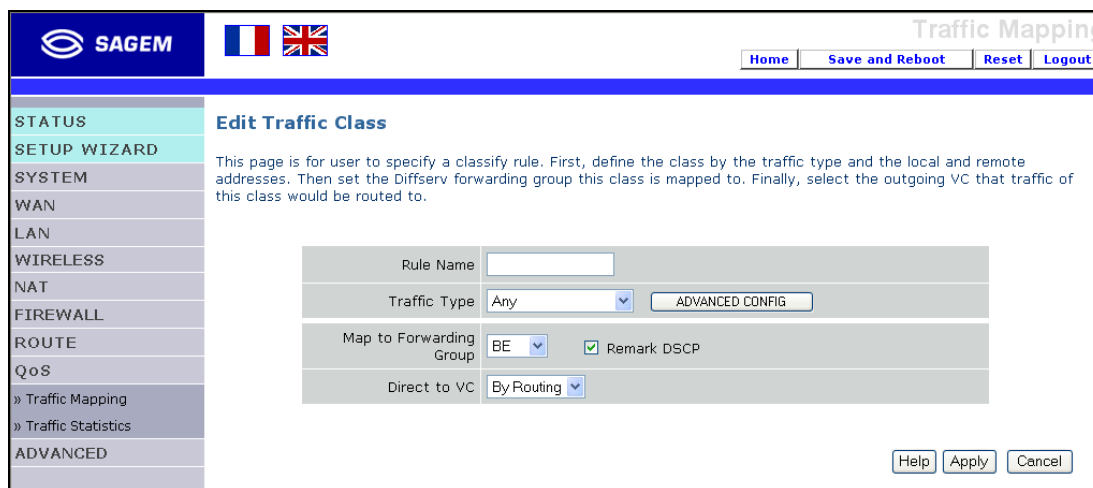 SAGEM
Traffic Mapping
Home
Save and Reboot
Reset
Logout
STATUS
SETUP WIZARD
SYSTEM
WAN
LAN
WIRELESS
NAT
FIREWALL
ROUTE
QoS
» Traffic Mapping
» Traffic Statistics
ADVANCED
Edit Traffic Class
This page is for user to specify a classify rule. First, define the class by the traffic type and the local and remote
addresses. Then set the Diffserv forwarding group this class is mapped to. Finally, select the outgoing VC that traffic of
this class would be routed to.
Rule Name
Traffic Type Any ADVANCED CONFIG
Map to Forwarding
Group BE Remark DSCP
Direct to VC By Routing
Help Apply Cancel